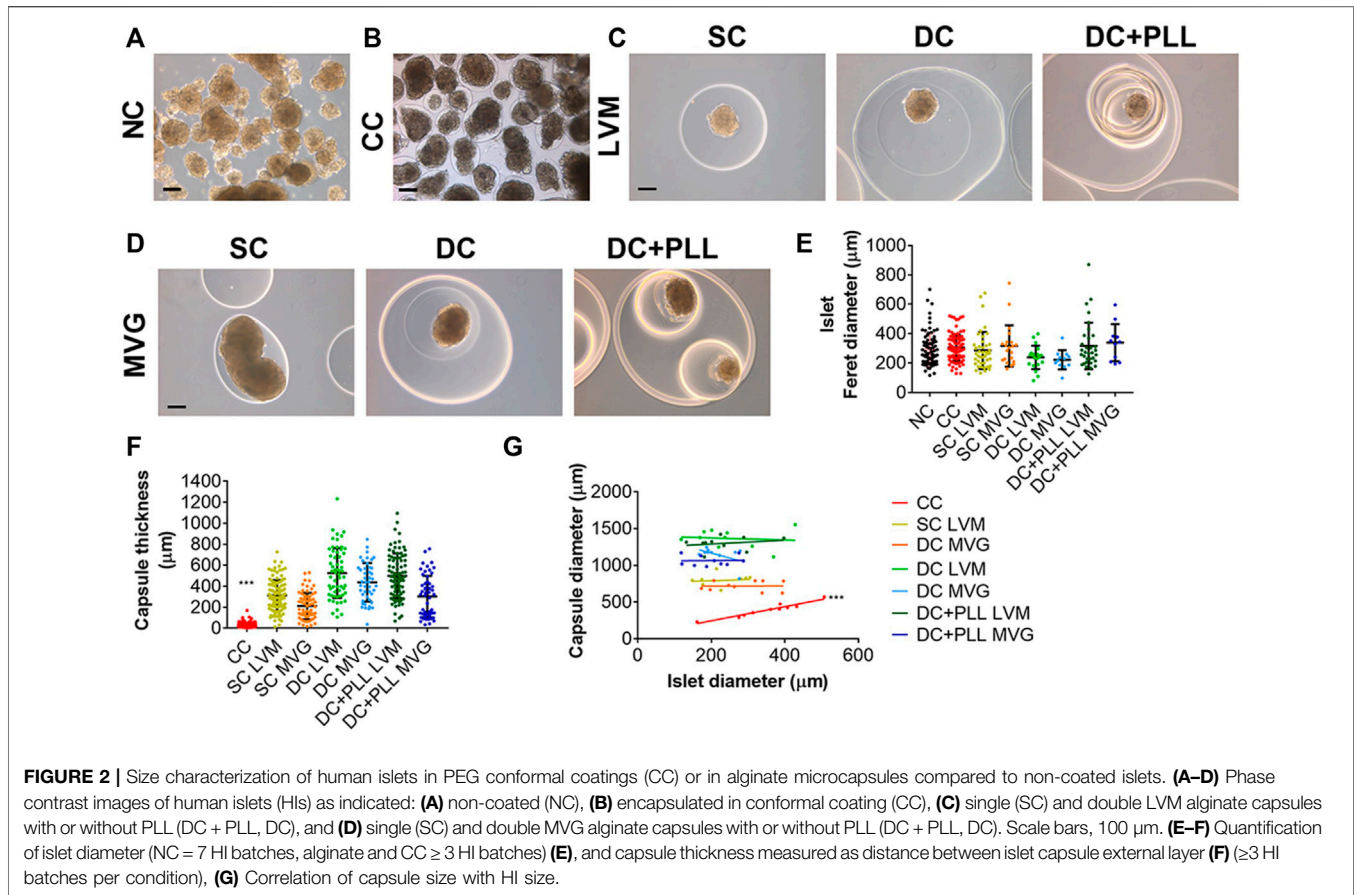 A
NC
B
CC
C
SC
DC
DC+PLL
LVM
D
SC
DC
DC+PLL
MVG
E
Islet
Feret diameter (μm)
1000
800
600
400
200
0
NC
CC
SC LVM
SC MVG
DC LVM
DC MVG
DC+PLL LVM
DC+PLL MVG
F
Capsule thickness
(μm)
1400
1200
1000
800
600
400
200
0
***
CC
SC LVM
SC MVG
DC LVM
DC MVG
DC+PLL LVM
DC+PLL MVG
G
Capsule diameter (μm)
2000
1500
1000
500
0
***
0
200
400
600
Islet diameter (μm)
CC
SC LVM
DC MVG
DC LVM
DC MVG
DC+PLL LVM
DC+PLL MVG
FIGURE 2 | Size characterization of human islets in PEG conformal coatings (CC) or in alginate microcapsules compared to non-coated islets. (A–D) Phase
contrast images of human islets (HIs) as indicated: (A) non-coated (NC), (B) encapsulated in conformal coating (CC), (C) single (SC) and double LVM alginate capsules
with or without PLL (DC + PLL, DC), and (D) single (SC) and double MVG alginate capsules with or without PLL (DC + PLL, DC). Scale bars, 100 μm. (E–F) Quantification
of islet diameter (NC = 7 HI batches, alginate and CC ≥ 3 HI batches) (E), and capsule thickness measured as distance between islet capsule external layer (F) (≥3 HI
batches per condition), (G) Correlation of capsule size with HI size.